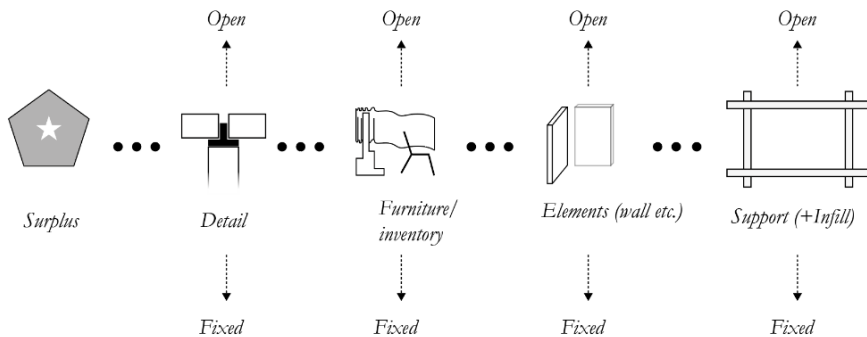 Open Open Open Open
Surplus Detail Furniture/ Elements (wall etc.) Support (+Infill)
inventory
Fixed Fixed Fixed Fixed